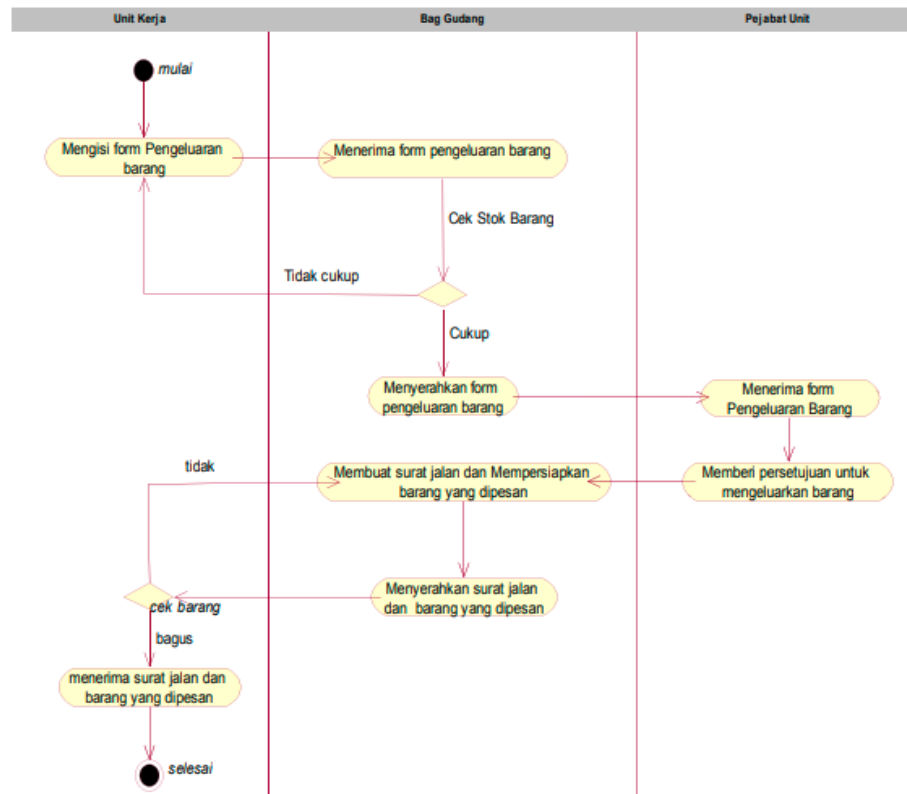 Unit Kerja
Bag Gudang
Pejabat Unit
mulai
Mengisi form Pengeluaran
barang
Menerima form pengeluaran barang
Cek Stok Barang
Tidak cukup
Cukup
Menyerahkan form
pengeluaran barang
Menerima form
Pengeluaran Barang
tidak
Membuat surat jalan dan Mempersiapkan
barang yang dipesan
Memberi persetujuan untuk
mengeluarkan barang
Menyerahkan surat jalan
dan barang yang dipesan
cek barang
bagus
menerima surat jalan dan
barang yang dipesan
selesai